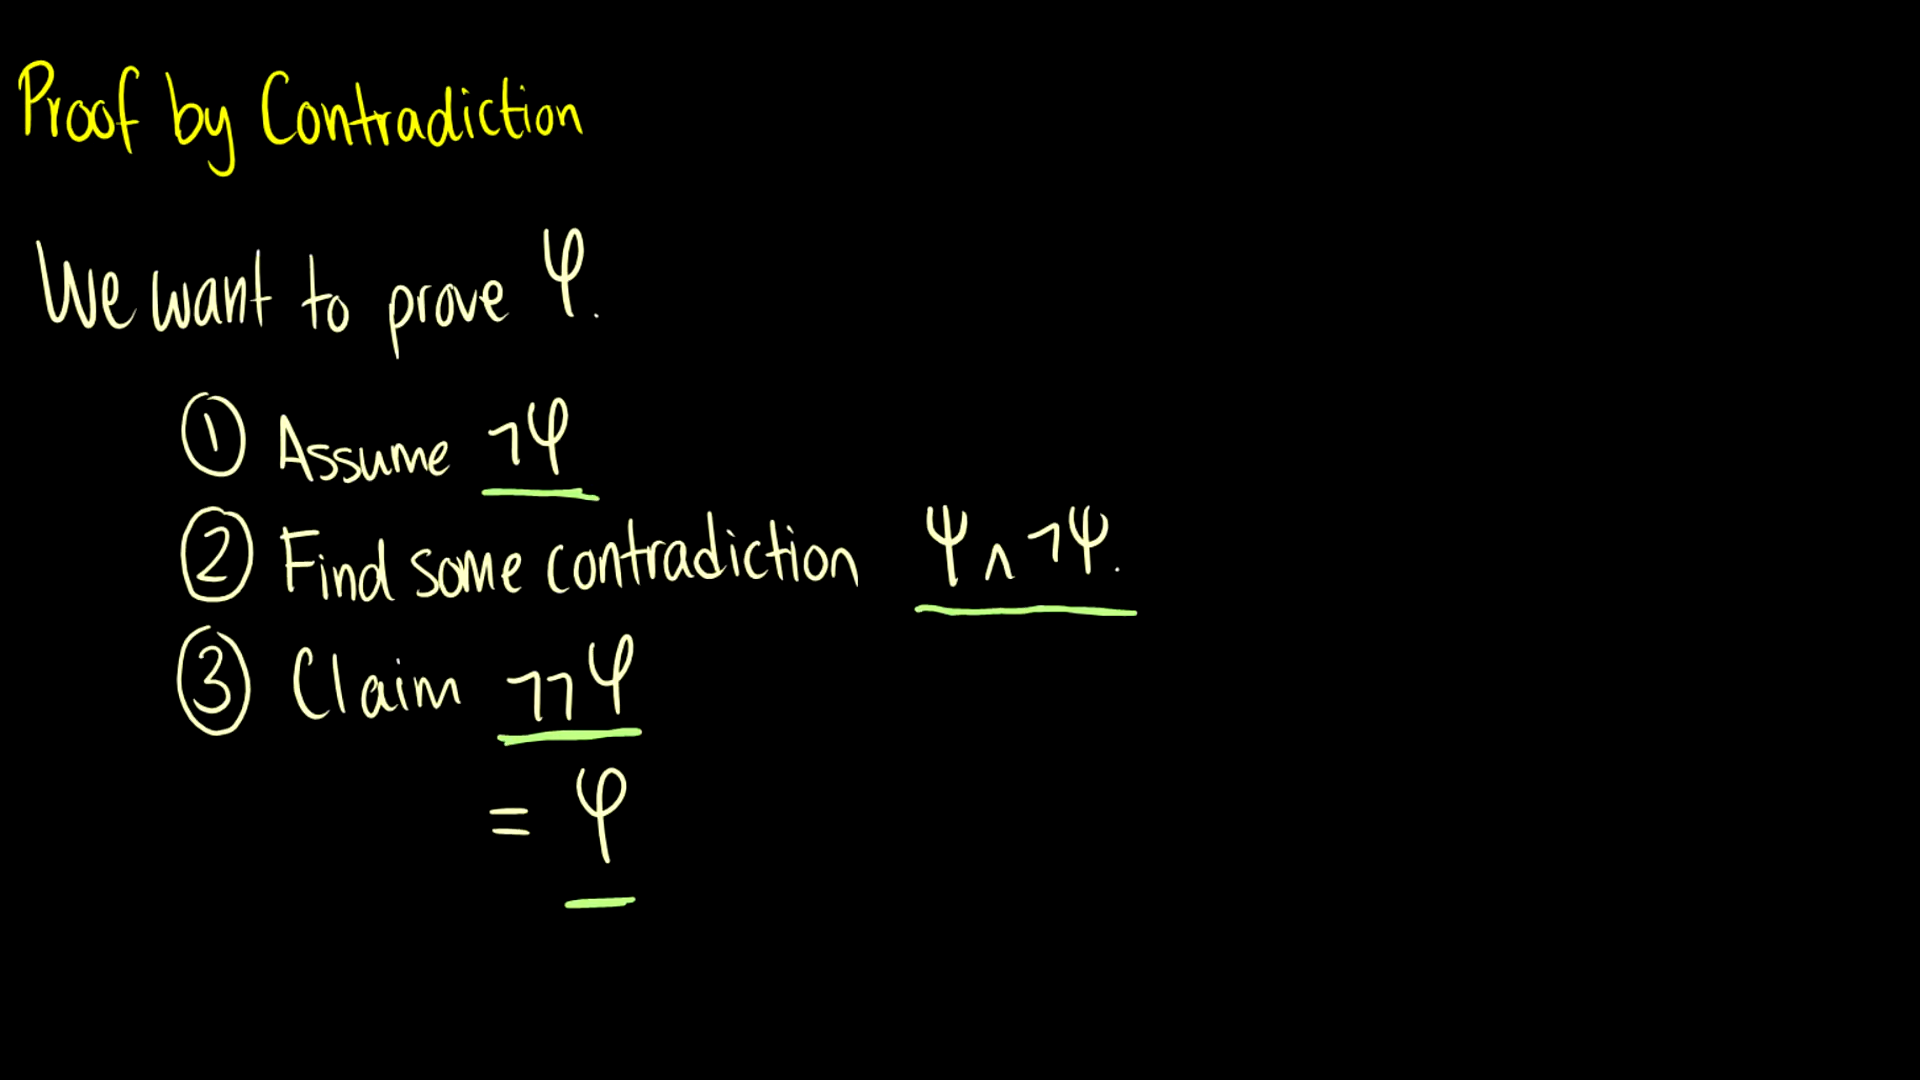 Proof by Contradiction
We want to prove φ.
① Assume ¬φ
② Find some contradiction ψ ∧ ¬ψ.
③ Claim ¬¬φ
= φ